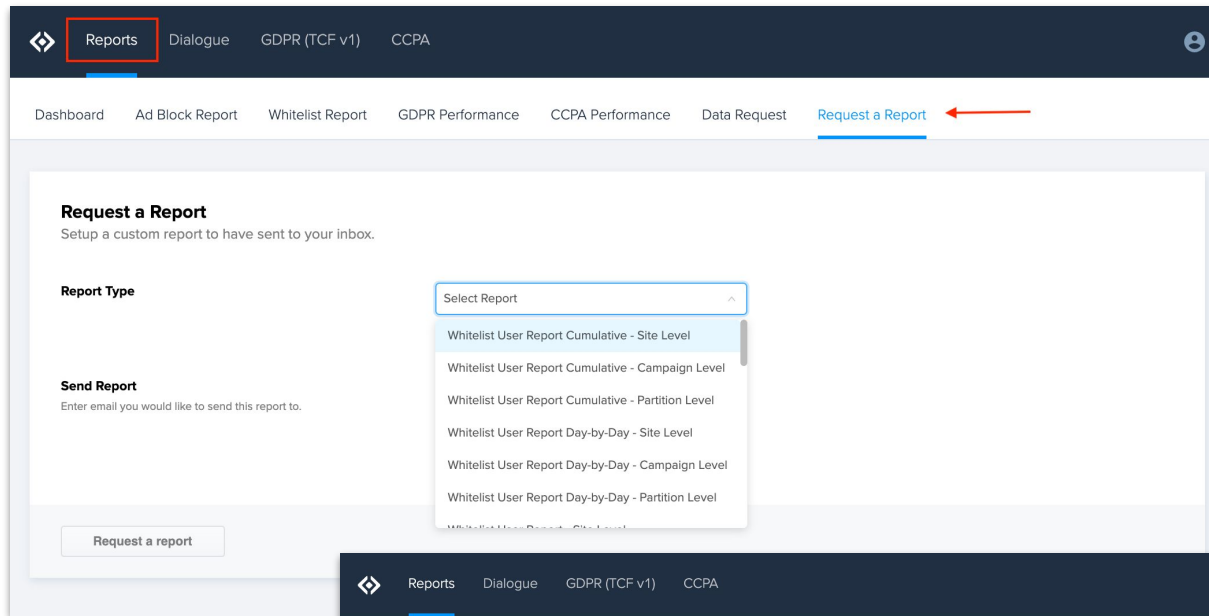 Reports Dialogue GDPR (TCF v1) CCPA
Dashboard Ad Block Report Whitelist Report GDPR Performance CCPA Performance Data Request Request a Report
Request a Report
Setup a custom report to have sent to your inbox.
Report Type
Select Report
Whitelist User Report Cumulative - Site Level
Whitelist User Report Cumulative - Campaign Level
Whitelist User Report Cumulative - Partition Level
Whitelist User Report Day-by-Day - Site Level
Whitelist User Report Day-by-Day - Campaign Level
Whitelist User Report Day-by-Day - Partition Level
Whitelist User Report - Site Level
Send Report
Enter email you would like to send this report to.
Request a report
Reports Dialogue GDPR (TCF v1) CCPA